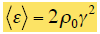 ⟨ε⟩ = 2ρ₀γ²